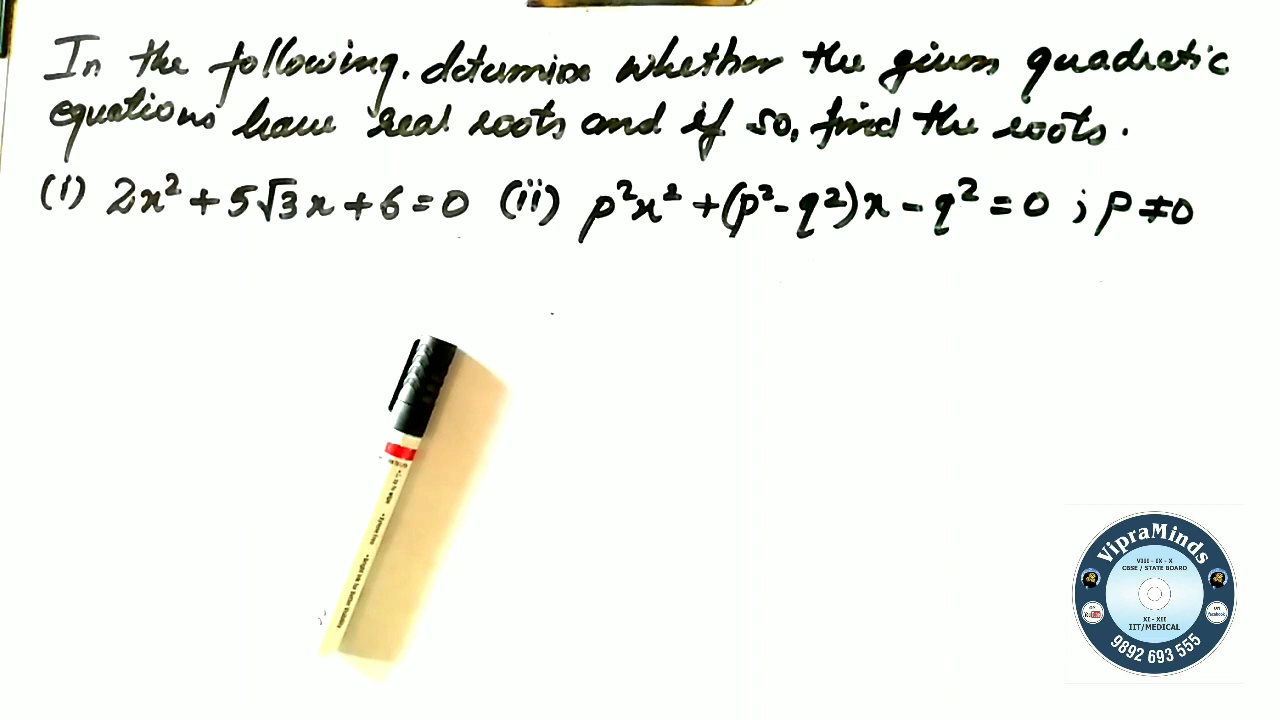 In the following. determine whether the given quadratic
equations have real roots and if so, find the roots.
(i) 2x² + 5√3x + 6 = 0 (ii) p²x² + (p² - q²)x - q² = 0 ; p ≠ 0
VipraMinds
VIII - IX - X
CBSE / STATE BOARD
XI - XII
IIT/MEDICAL
9892 693 555